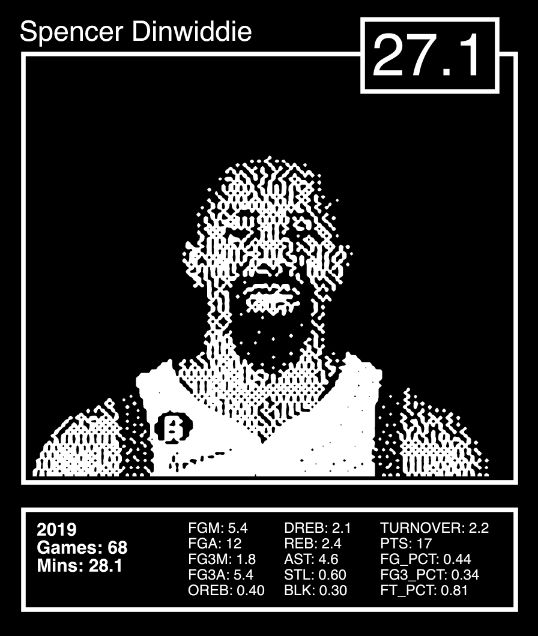 Spencer Dinwiddie
27.1
B
2019
Games: 68
Mins: 28.1
FGM: 5.4
FGA: 12
FG3M: 1.8
FG3A: 5.4
OREB: 0.40
DREB: 2.1
REB: 2.4
AST: 4.6
STL: 0.60
BLK: 0.30
TURNOVER: 2.2
PTS: 17
FG_PCT: 0.44
FG3_PCT: 0.34
FT_PCT: 0.81